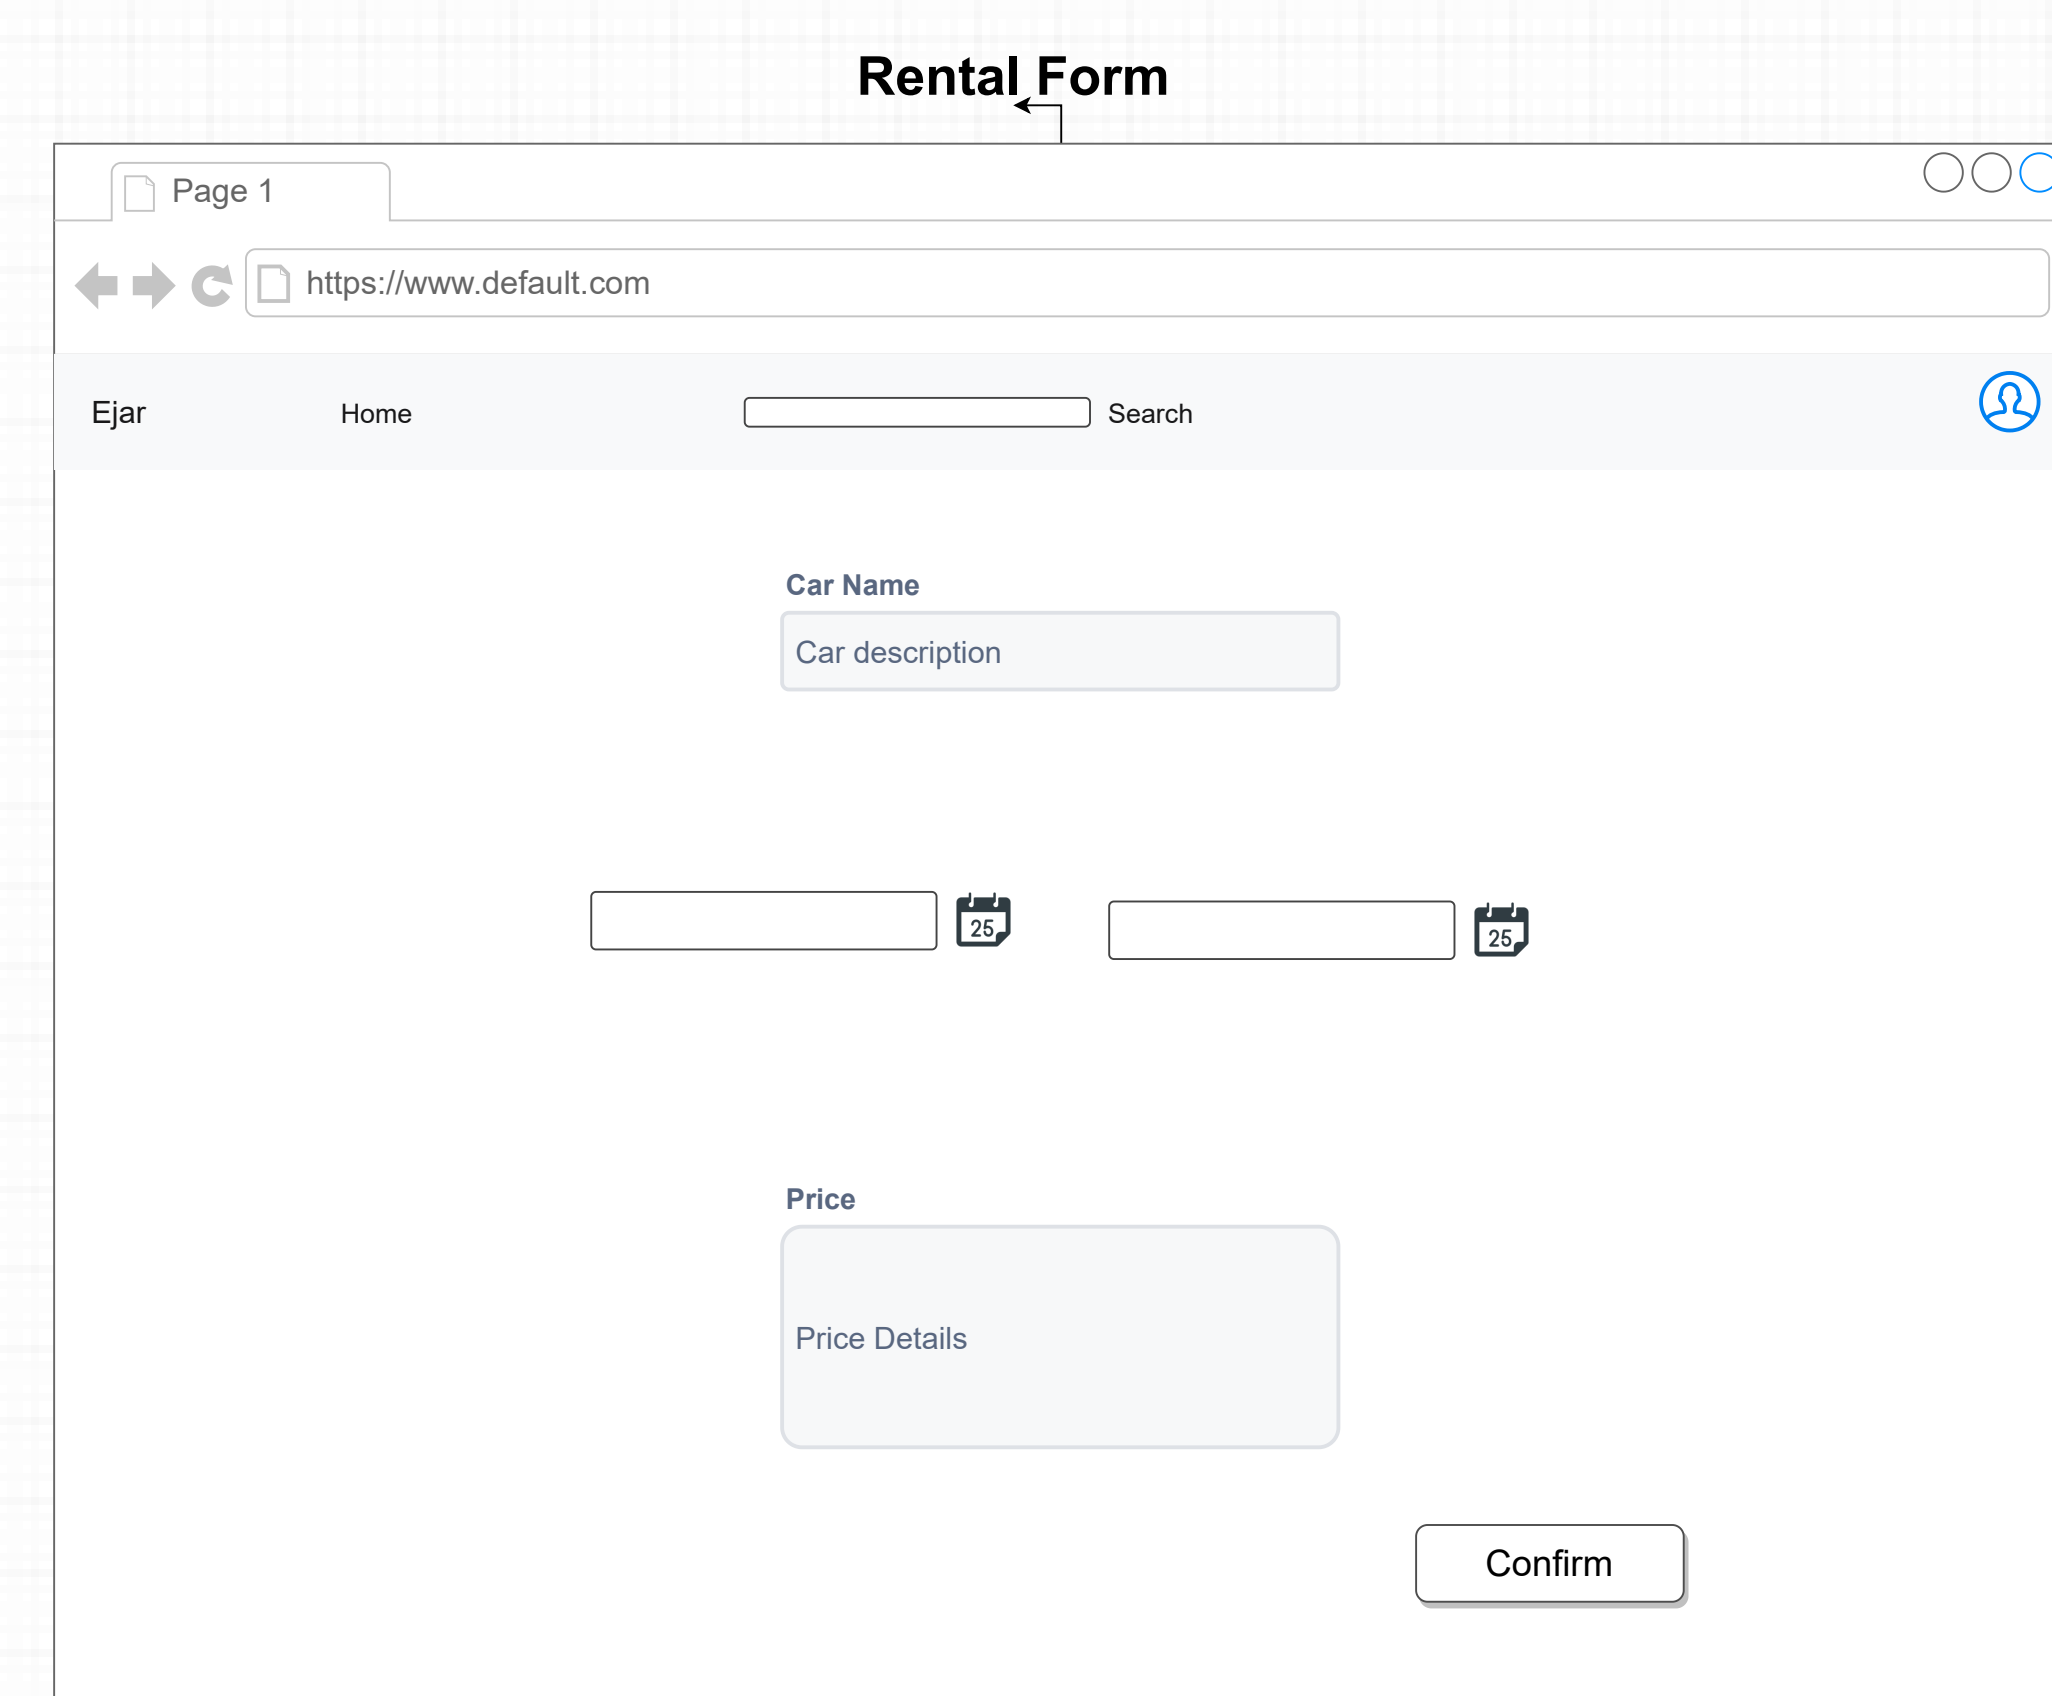 Rental Form
Page 1
https://www.default.com
Ejar Home Search
Car Name
Car description
25 25
Price
Price Details
Confirm